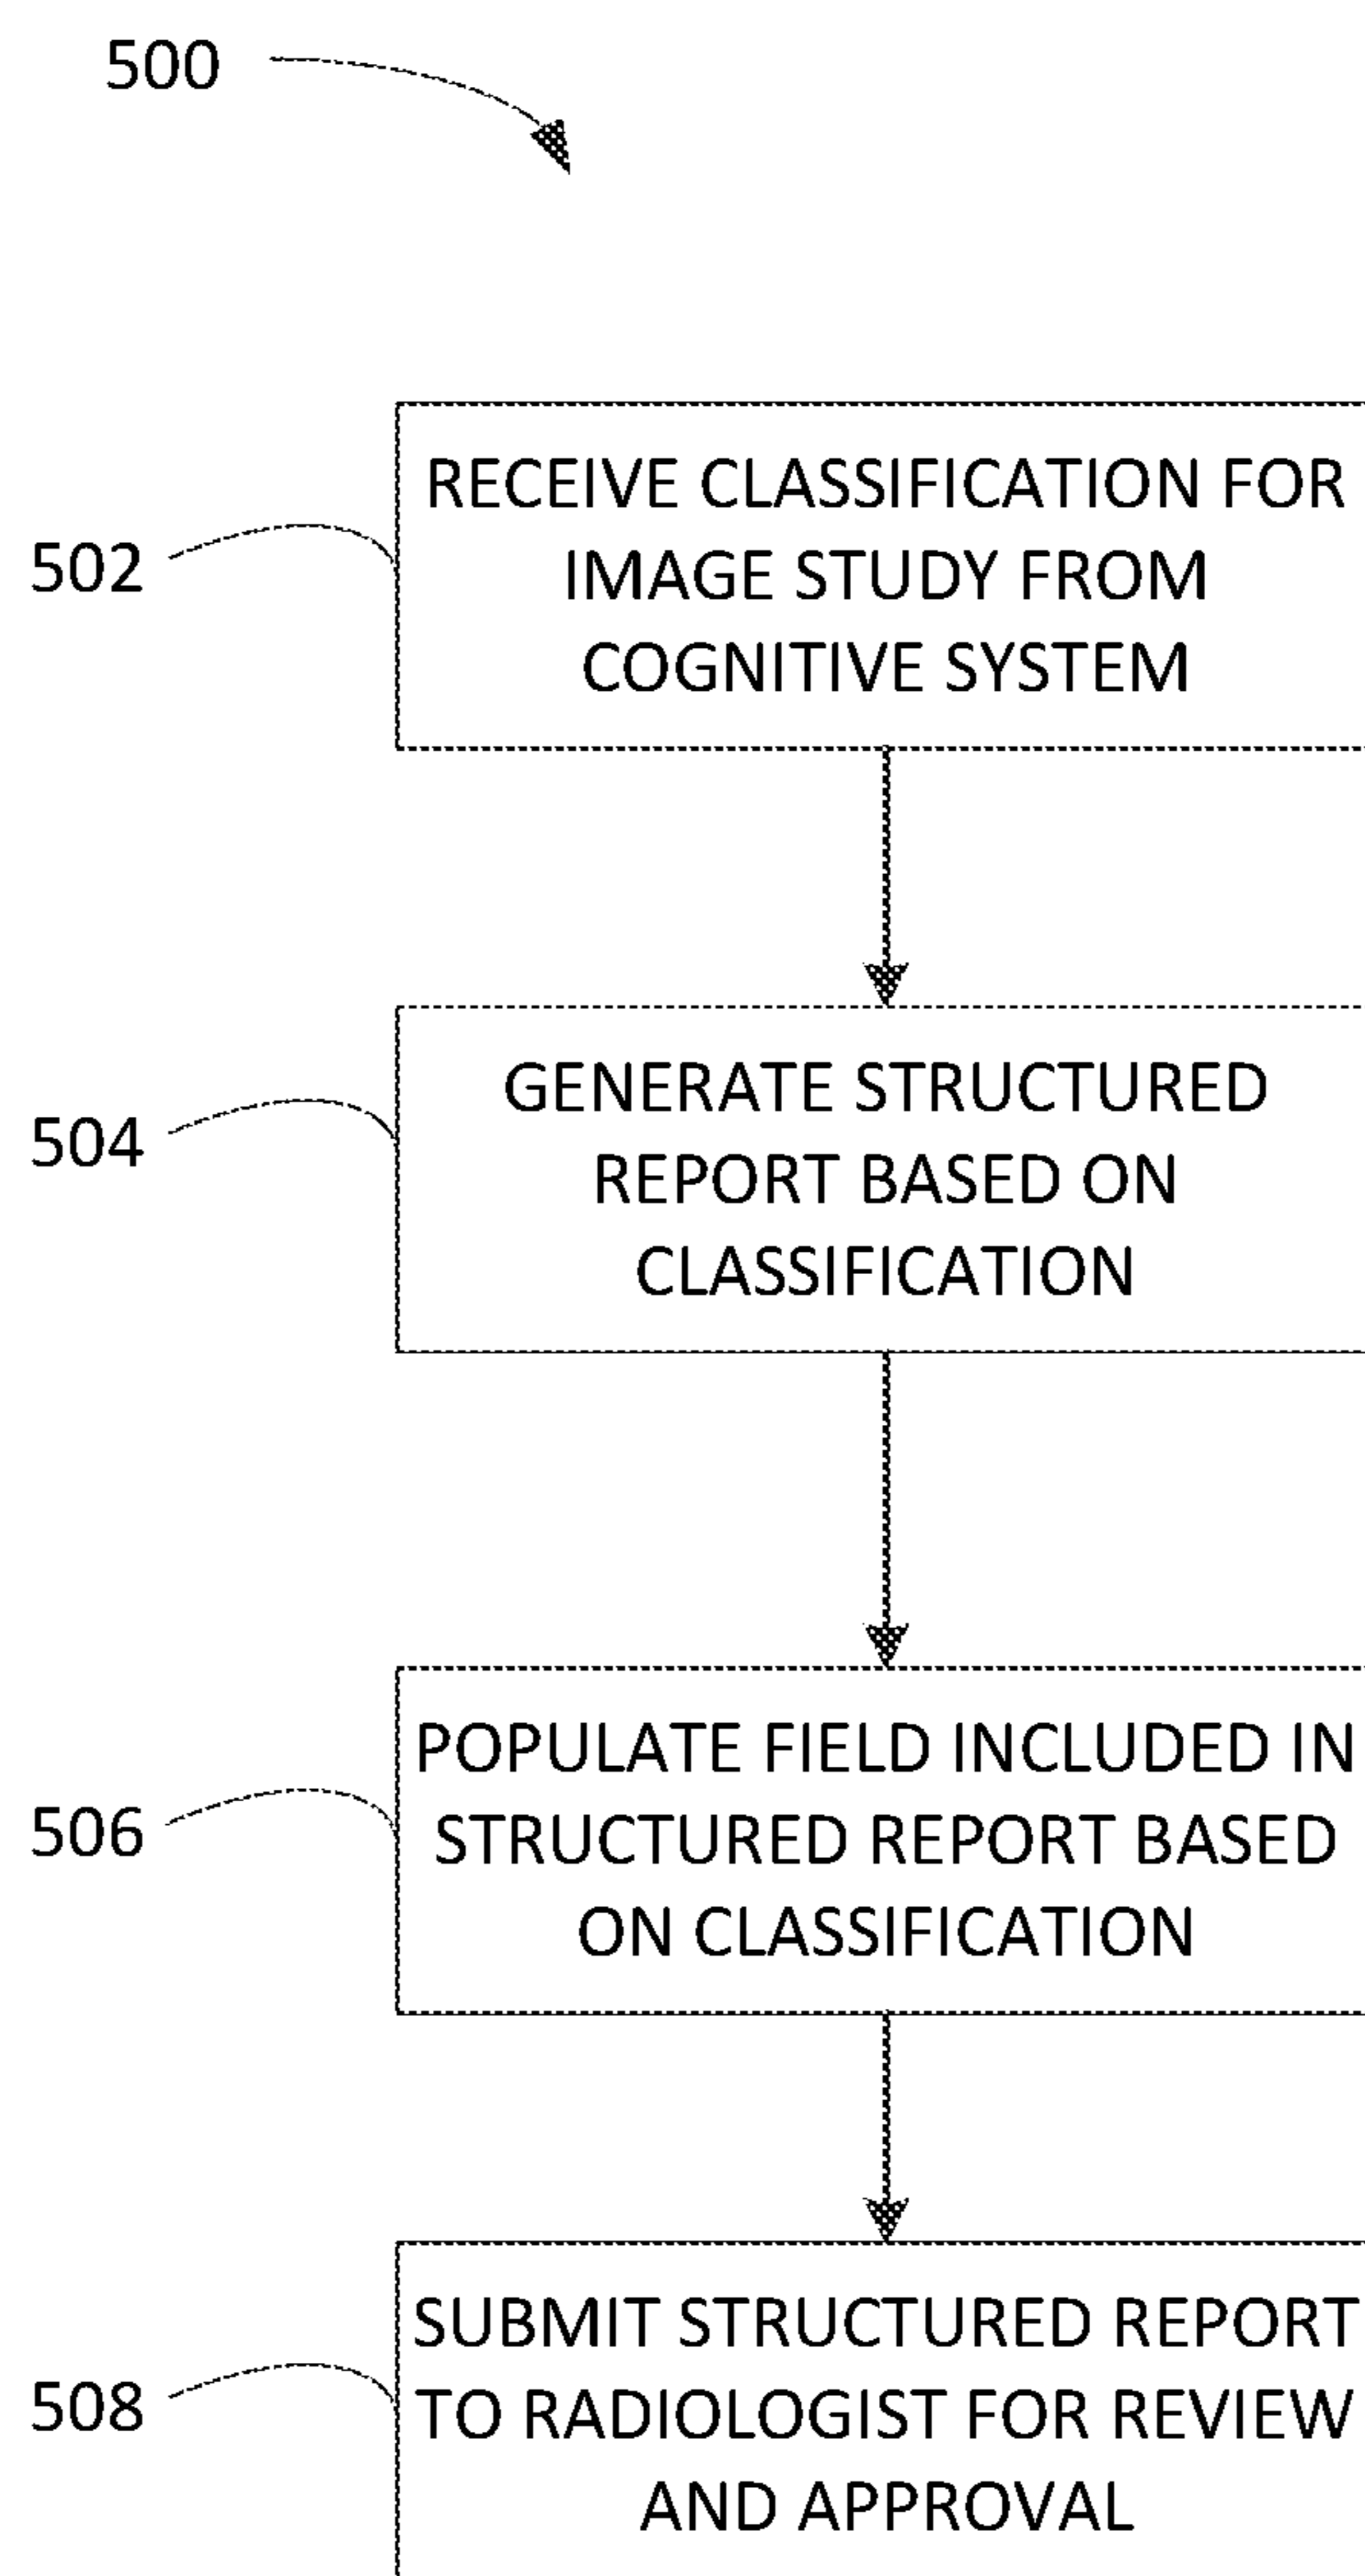 500
502
RECEIVE CLASSIFICATION FOR
IMAGE STUDY FROM
COGNITIVE SYSTEM
504
GENERATE STRUCTURED
REPORT BASED ON
CLASSIFICATION
506
POPULATE FIELD INCLUDED IN
STRUCTURED REPORT BASED
ON CLASSIFICATION
508
SUBMIT STRUCTURED REPORT
TO RADIOLOGIST FOR REVIEW
AND APPROVAL